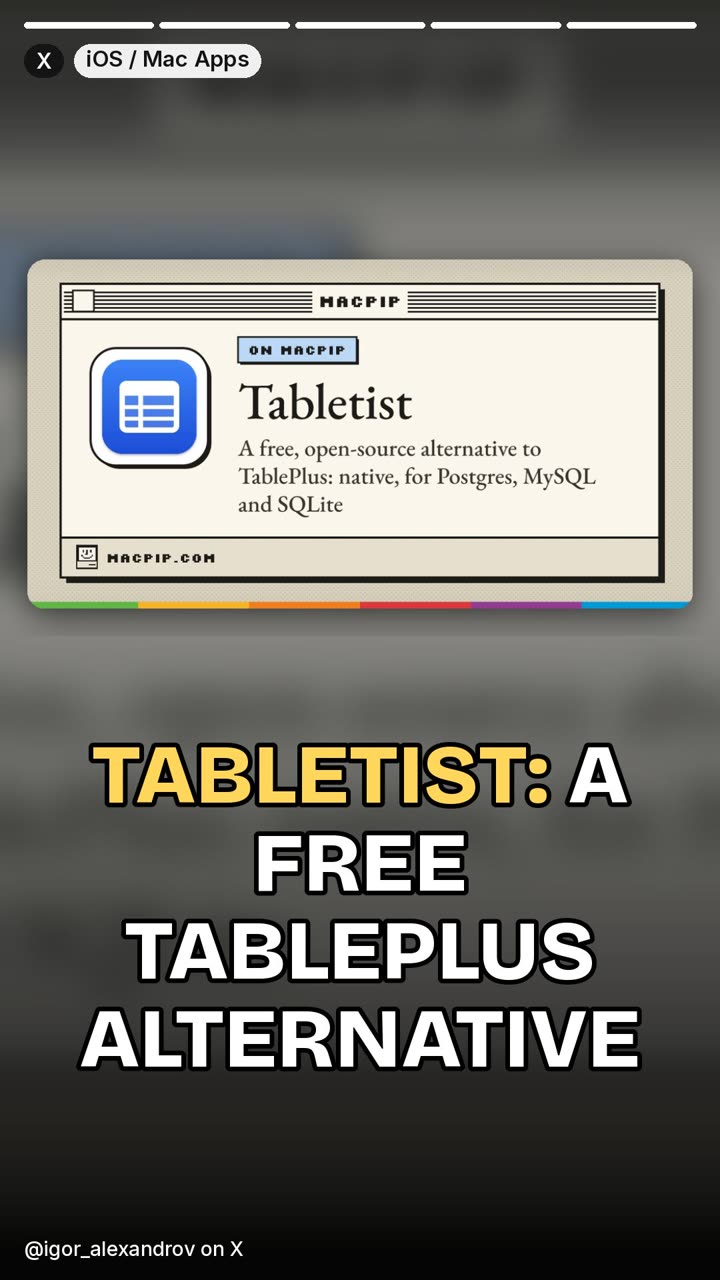 X
iOS / Mac Apps
MACPIP
ON MACPIP
Tabletist
A free, open-source alternative to
TablePlus: native, for Postgres, MySQL
and SQLite
MACPIP.COM
TABLETIST: A
FREE
TABLEPLUS
ALTERNATIVE
@igor_alexandrov on X